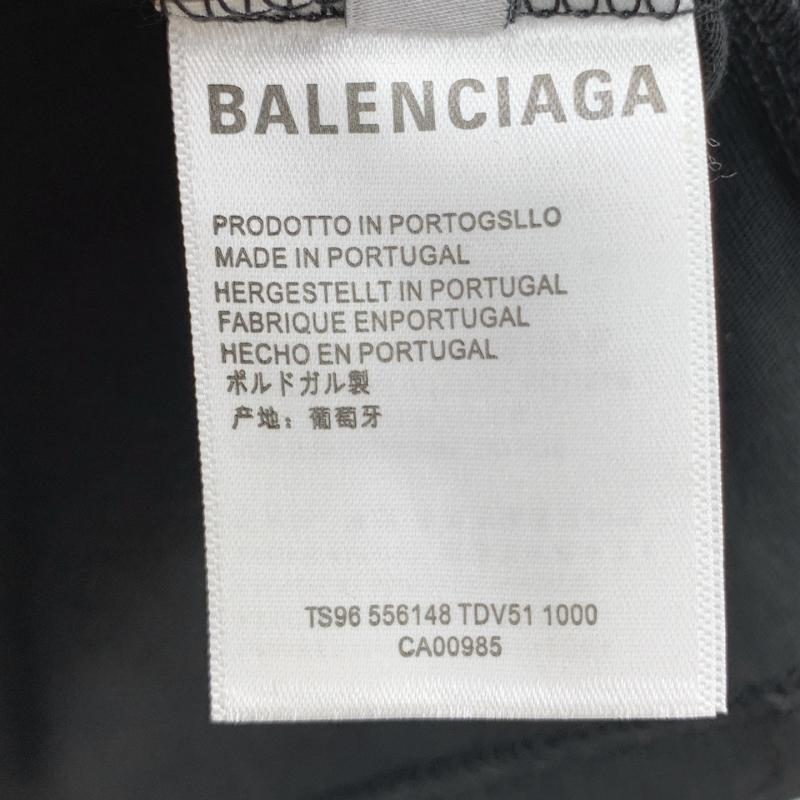 BALENCIAGA
PRODOTTO IN PORTOGSLLO
MADE IN PORTUGAL
HERGESTELLT IN PORTUGAL
FABRIQUE ENPORTUGAL
HECHO EN PORTUGAL
ポルドガル製
产地：葡萄牙
TS96 556148 TDV51 1000
CA00985